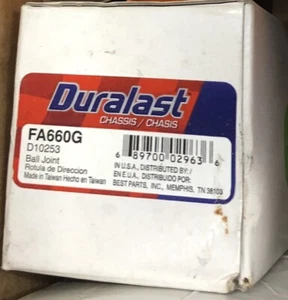 Duralast
CHASSIS / CHASIS
FA660G
D10253
Ball Joint
Rotula de Direccion
Made in Taiwan Hecho en Taiwan
6 89700 02963 6
IN U.S.A., DISTRIBUTED BY: /
EN E.U.A., DISTRIBUIDO POR:
BEST PARTS, INC., MEMPHIS, TN 38103